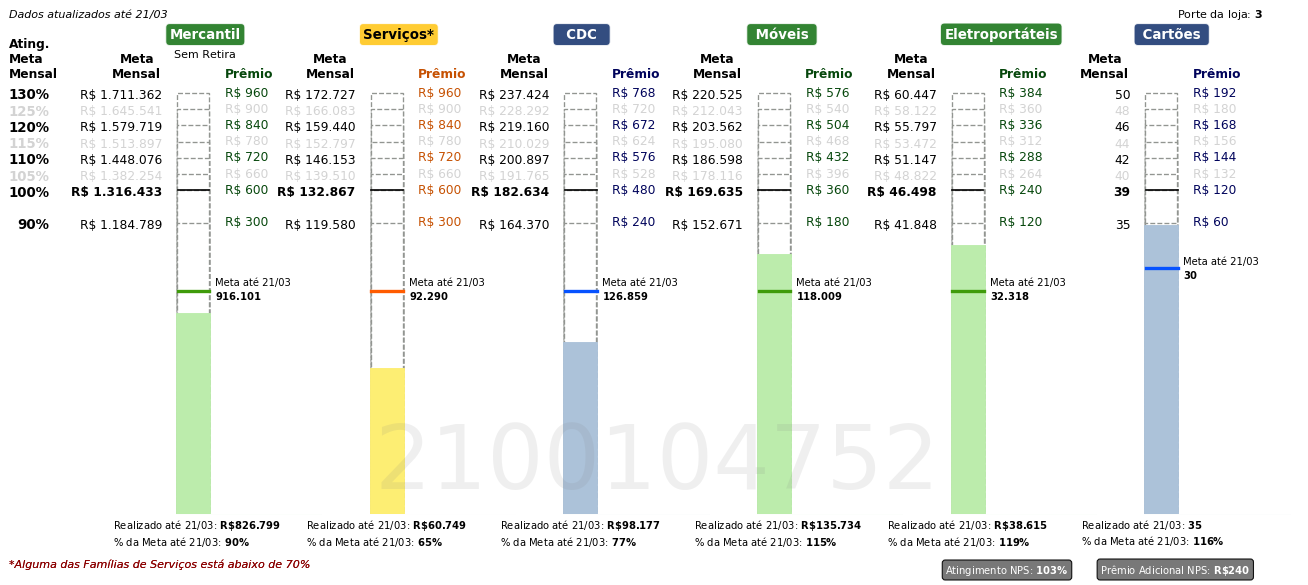 Dados atualizados até 21/03
Porte da loja: 3
Mercantil Serviços* CDC Móveis Eletroportáteis Cartões
Sem Retira
Ating. Meta Mensal
Meta Mensal Prêmio Meta Mensal Prêmio Meta Mensal Prêmio Meta Mensal Prêmio Meta Mensal Prêmio Meta Mensal Prêmio
130% R$ 1.711.362 R$ 960 R$ 172.727 R$ 960 R$ 237.424 R$ 768 R$ 220.525 R$ 576 R$ 60.447 R$ 384 50 R$ 192
125% R$ 1.645.541 R$ 900 R$ 166.083 R$ 900 R$ 228.292 R$ 720 R$ 212.043 R$ 540 R$ 58.122 R$ 360 48 R$ 180
120% R$ 1.579.719 R$ 840 R$ 159.440 R$ 840 R$ 219.160 R$ 672 R$ 203.562 R$ 504 R$ 55.797 R$ 336 46 R$ 168
115% R$ 1.513.897 R$ 780 R$ 152.797 R$ 780 R$ 210.029 R$ 624 R$ 195.080 R$ 468 R$ 53.472 R$ 312 44 R$ 156
110% R$ 1.448.076 R$ 720 R$ 146.153 R$ 720 R$ 200.897 R$ 576 R$ 186.598 R$ 432 R$ 51.147 R$ 288 42 R$ 144
105% R$ 1.382.254 R$ 660 R$ 139.510 R$ 660 R$ 191.765 R$ 528 R$ 178.116 R$ 396 R$ 48.822 R$ 264 40 R$ 132
100% R$ 1.316.433 R$ 600 R$ 132.867 R$ 600 R$ 182.634 R$ 480 R$ 169.635 R$ 360 R$ 46.498 R$ 240 39 R$ 120
90% R$ 1.184.789 R$ 300 R$ 119.580 R$ 300 R$ 164.370 R$ 240 R$ 152.671 R$ 180 R$ 41.848 R$ 120 35 R$ 60
Meta até 21/03
30
Meta até 21/03 Meta até 21/03 Meta até 21/03 Meta até 21/03 Meta até 21/03
916.101 92.290 126.859 118.009 32.318
2100104752
Realizado até 21/03: R$826.799 Realizado até 21/03: R$60.749 Realizado até 21/03: R$98.177 Realizado até 21/03: R$135.734 Realizado até 21/03: R$38.615 Realizado até 21/03: 35
% da Meta até 21/03: 90% % da Meta até 21/03: 65% % da Meta até 21/03: 77% % da Meta até 21/03: 115% % da Meta até 21/03: 119% % da Meta até 21/03: 116%
*Alguma das Famílias de Serviços está abaixo de 70%
Atingimento NPS: 103% Prêmio Adicional NPS: R$240